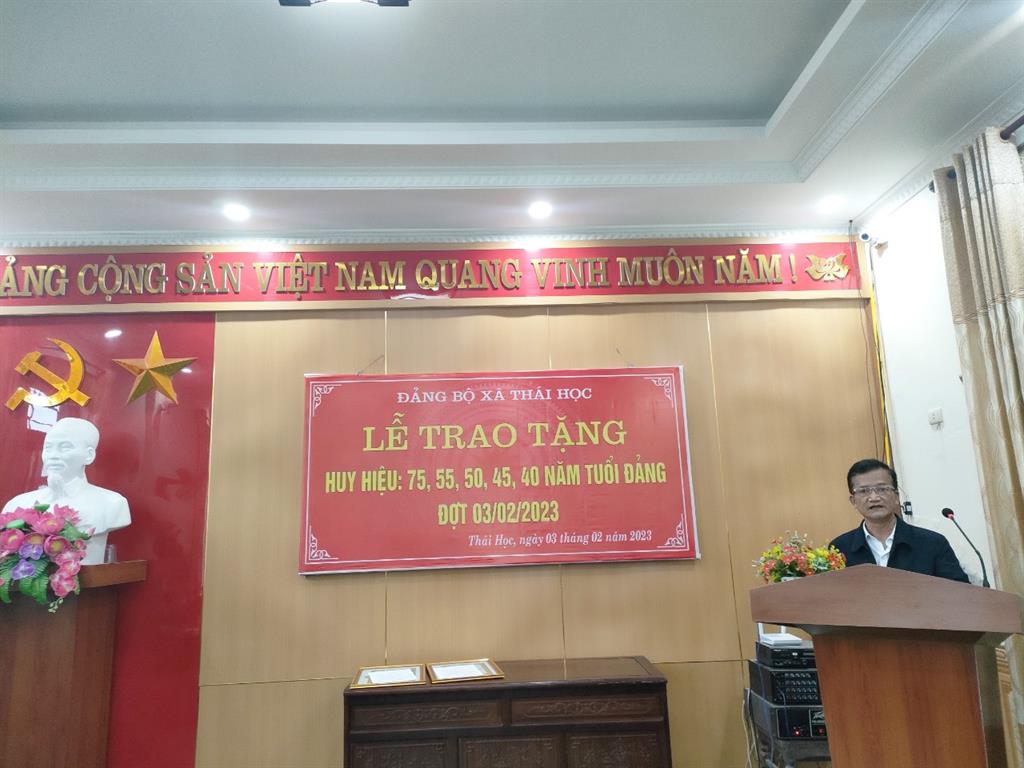 ẢNG CỘNG SẢN VIỆT NAM QUANG VINH MUÔN NĂM !
ĐẢNG BỘ XÃ THÁI HỌC
LỄ TRAO TẶNG
HUY HIỆU: 75, 55, 50, 45, 40 NĂM TUỔI ĐẢNG
ĐỢT 03/02/2023
Thái Học, ngày 03 tháng 02 năm 2023